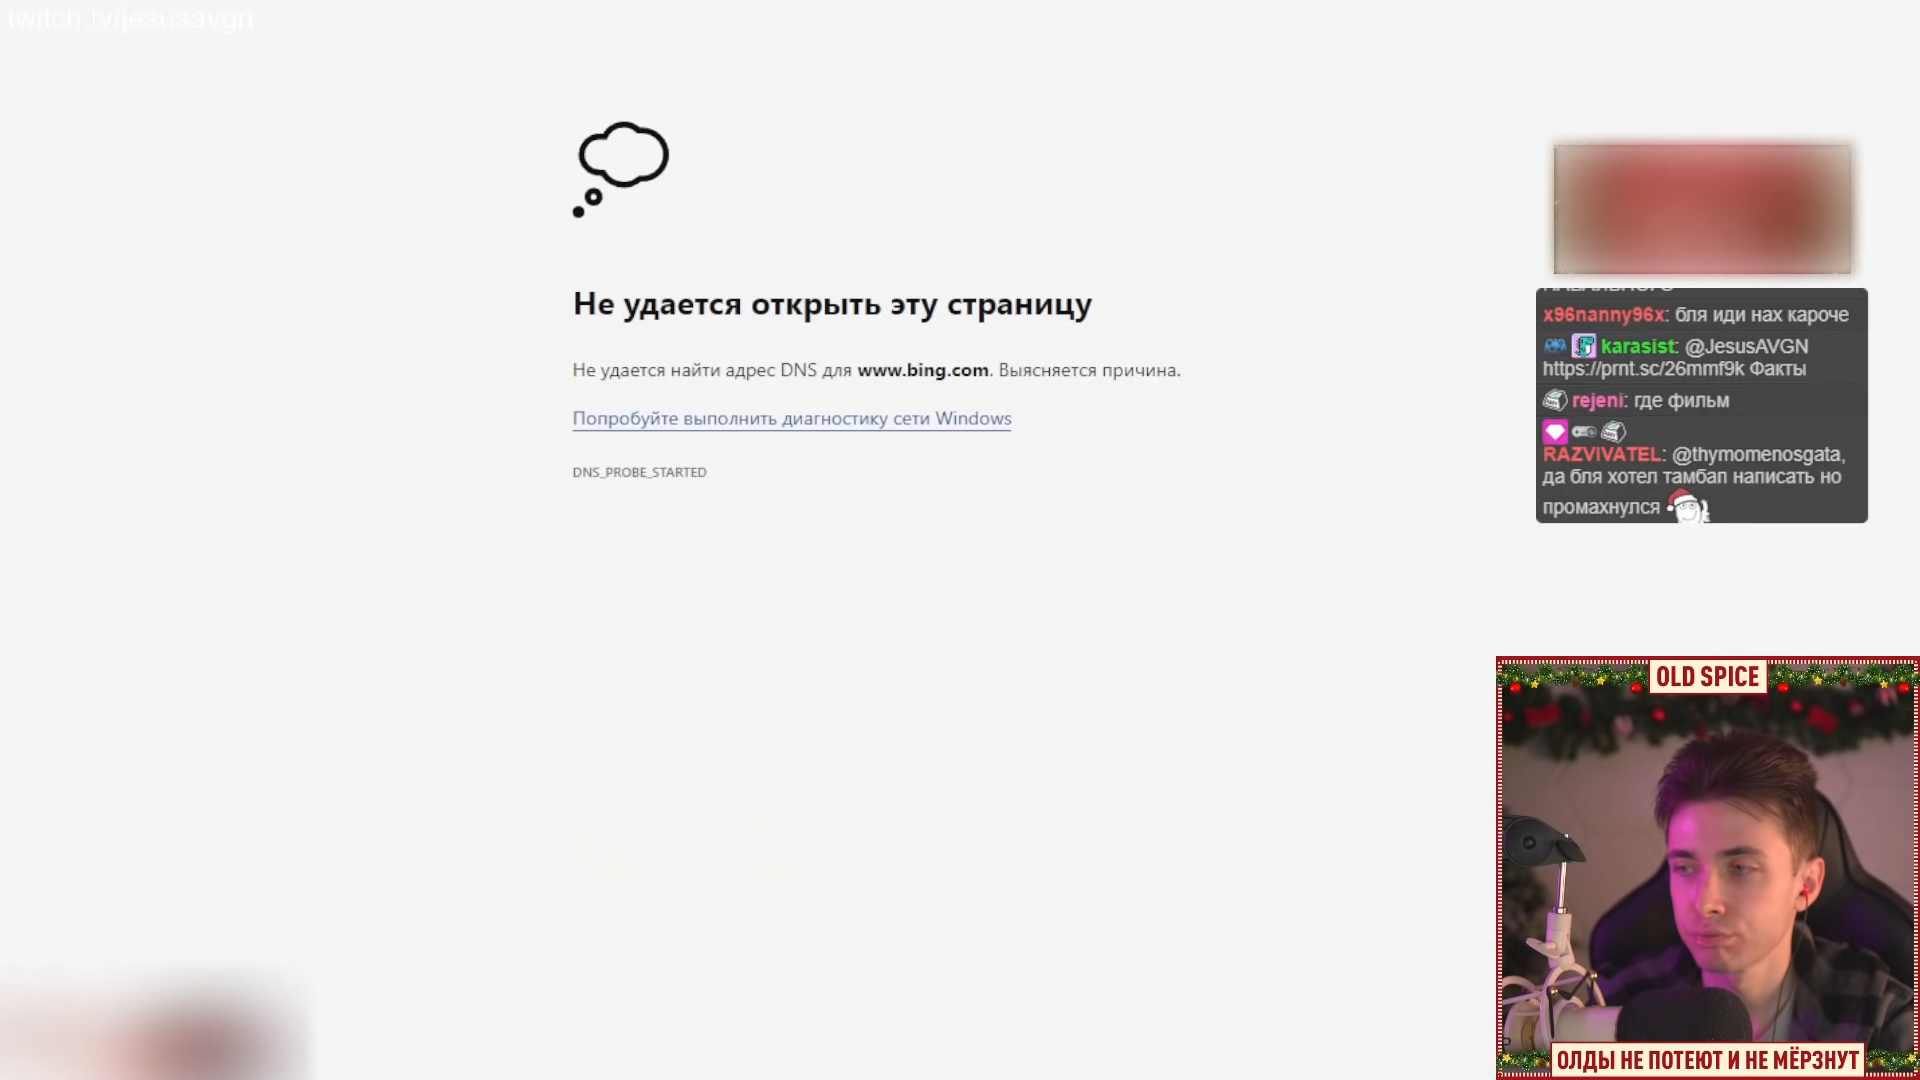 twitch.tv/jesusavgn
Не удается открыть эту страницу
Не удается найти адрес DNS для www.bing.com. Выясняется причина.
Попробуйте выполнить диагностику сети Windows
DNS_PROBE_STARTED
x96nanny96x: бля иди нах кароче
karasist: @JesusAVGN
https://prnt.sc/26mmf9k Факты
rejeni: где фильм
RAZVIVATEL: @thymomenosgata,
да бля хотел тамбап написать но
промахнулся
OLD SPICE
ОЛДЫ НЕ ПОТЕЮТ И НЕ МЁРЗНУТ